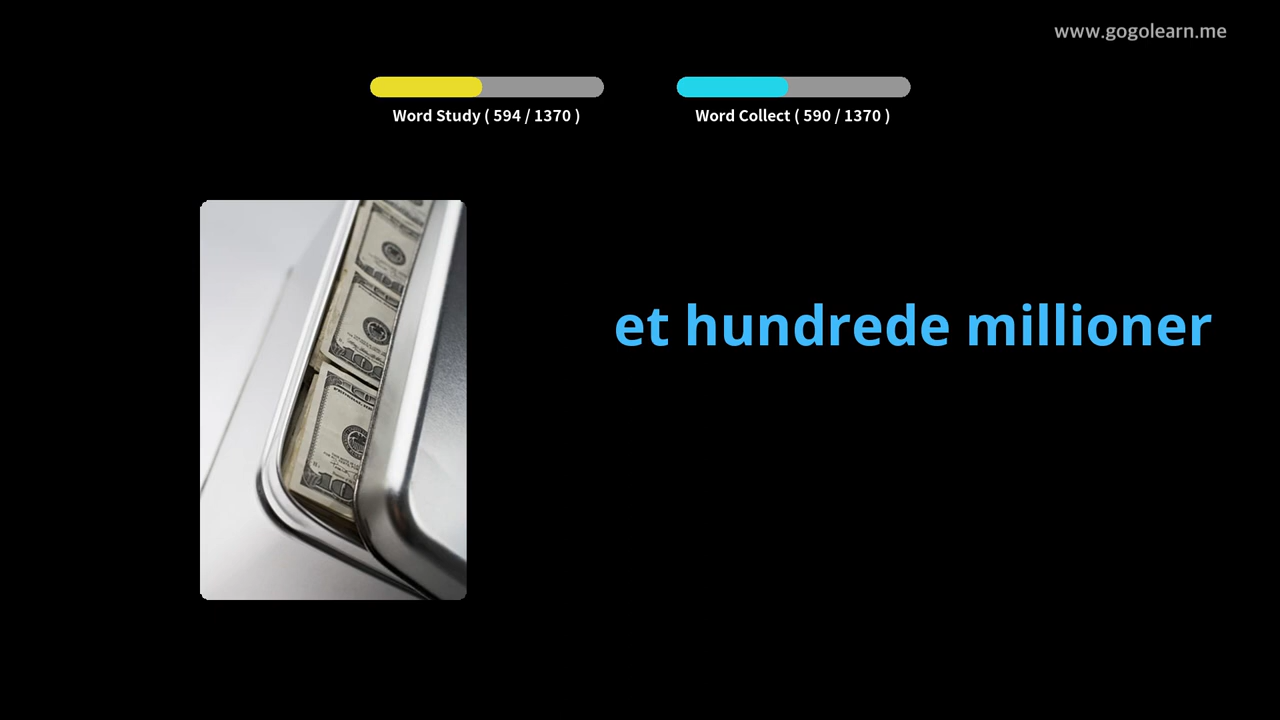 www.gogolearn.me
Word Study ( 594 / 1370 )
Word Collect ( 590 / 1370 )
et hundrede millioner